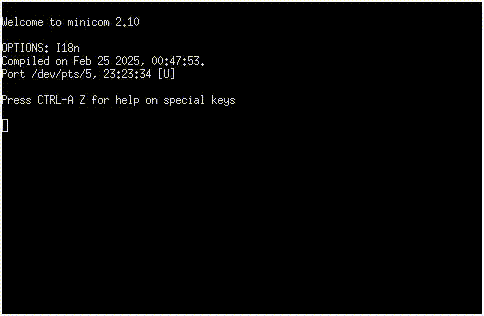 Welcome to minicom 2.10
OPTIONS: I18n
Compiled on Feb 25 2025, 00:47:53.
Port /dev/pts/5, 23:23:34 [U]
Press CTRL-A Z for help on special keys